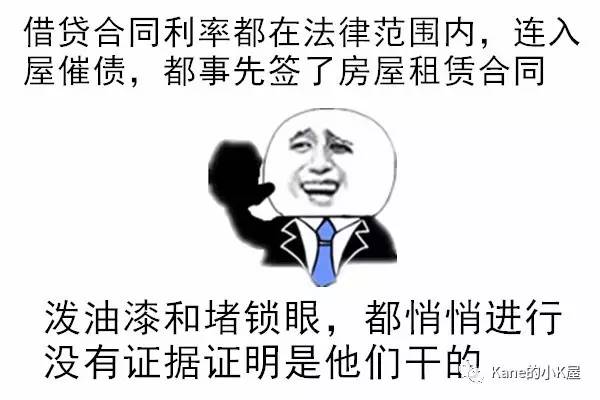 借贷合同利率都在法律范围内，连入
屋催债，都事先签了房屋租赁合同
泼油漆和堵锁眼，都悄悄进行
没有证据证明是他们干的
Kane的小K屋